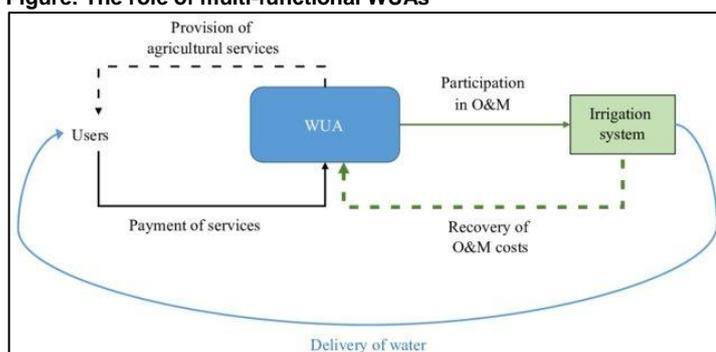 Figure: The role of multi-functional WUAs
Provision of
agricultural services
Participation
in O&M
Irrigation
system
WUA
Users
Payment of services
Recovery of
O&M costs
Delivery of water